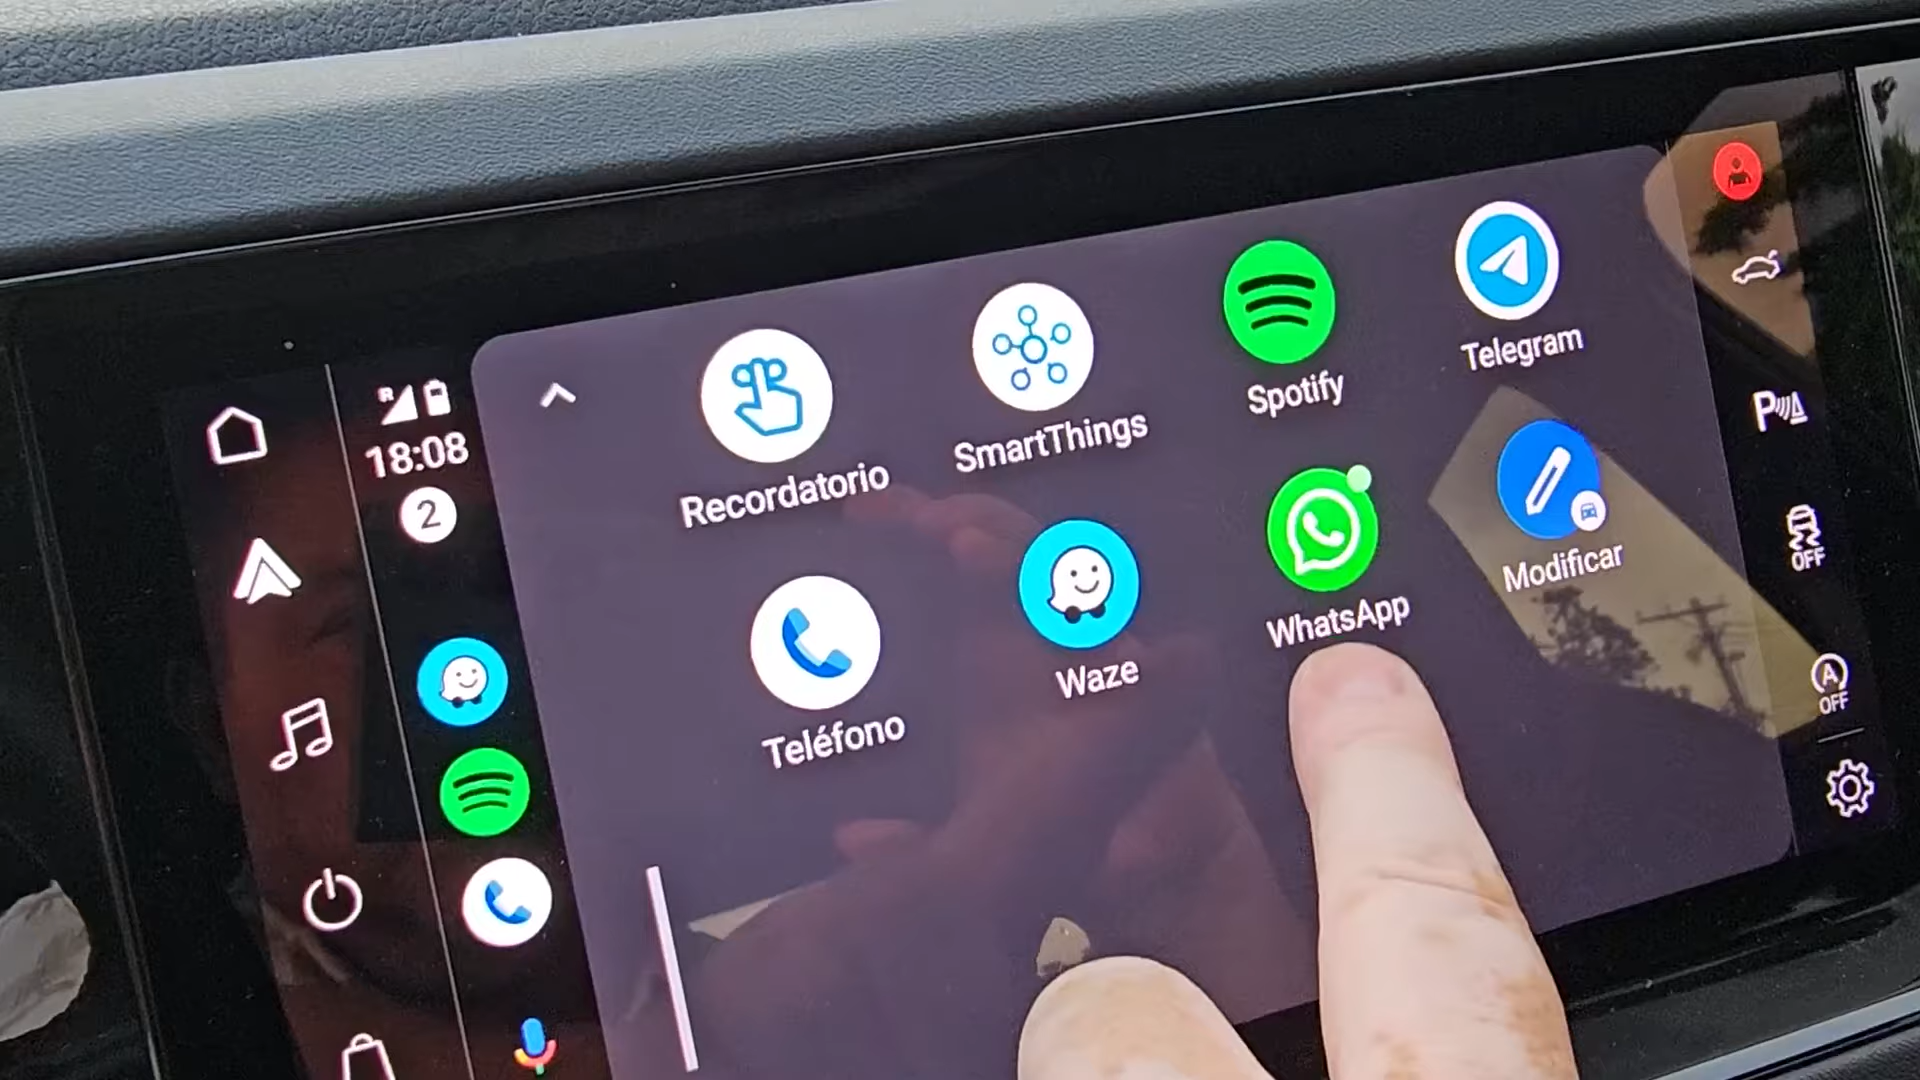 R
18:08
2
Recordatorio
SmartThings
Spotify
Telegram
Teléfono
Waze
WhatsApp
Modificar
P
OFF
A
OFF